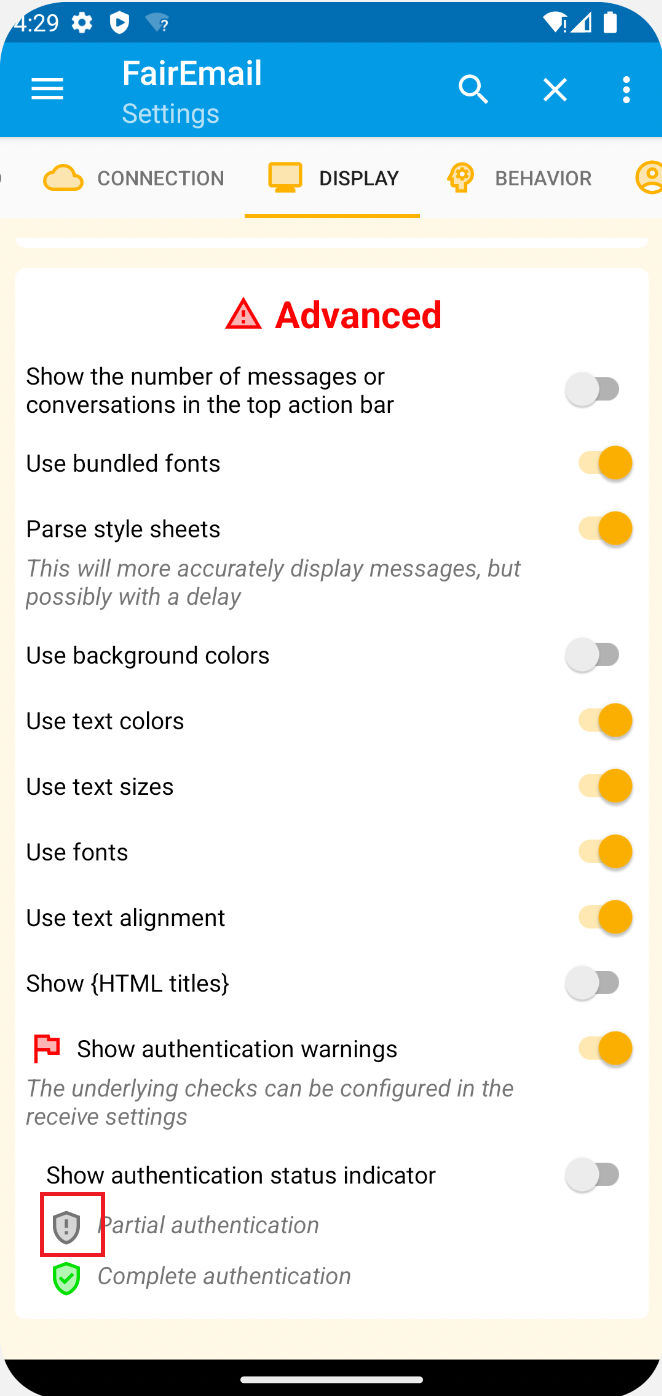 4:29
?
!
FairEmail
Settings
CONNECTION
DISPLAY
BEHAVIOR
Advanced
Show the number of messages or
conversations in the top action bar
Use bundled fonts
Parse style sheets
This will more accurately display messages, but
possibly with a delay
Use background colors
Use text colors
Use text sizes
Use fonts
Use text alignment
Show {HTML titles}
Show authentication warnings
The underlying checks can be configured in the
receive settings
Show authentication status indicator
Partial authentication
Complete authentication